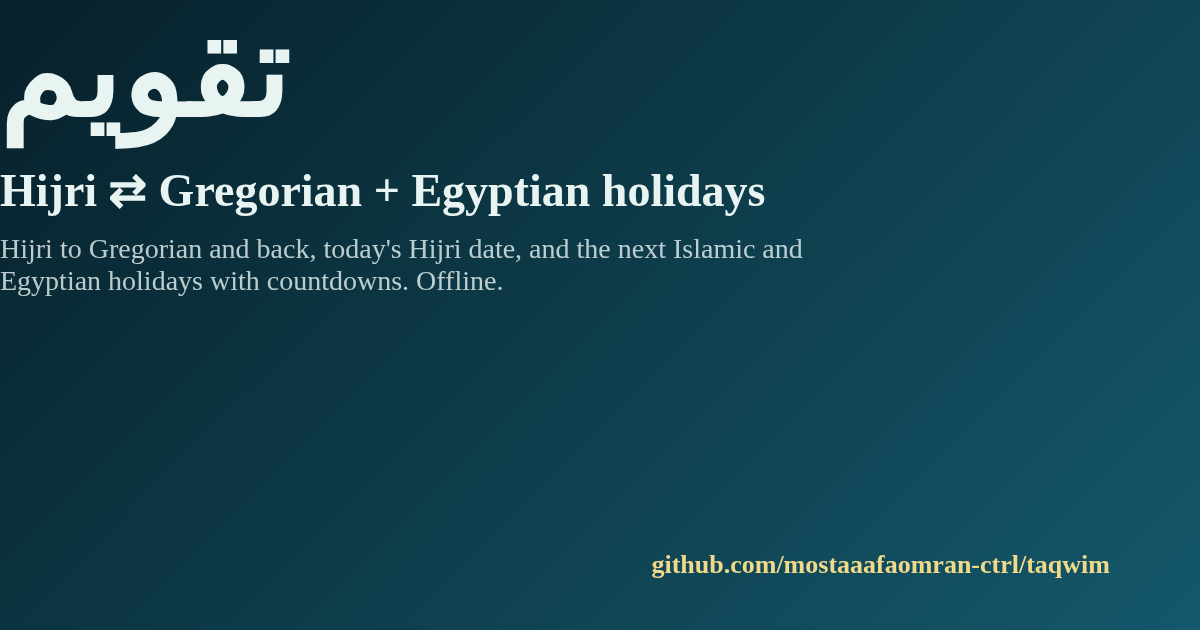 تقويم
Hijri ⇄ Gregorian + Egyptian holidays
Hijri to Gregorian and back, today's Hijri date, and the next Islamic and
Egyptian holidays with countdowns. Offline.
github.com/mostaaafaomran-ctrl/taqwim